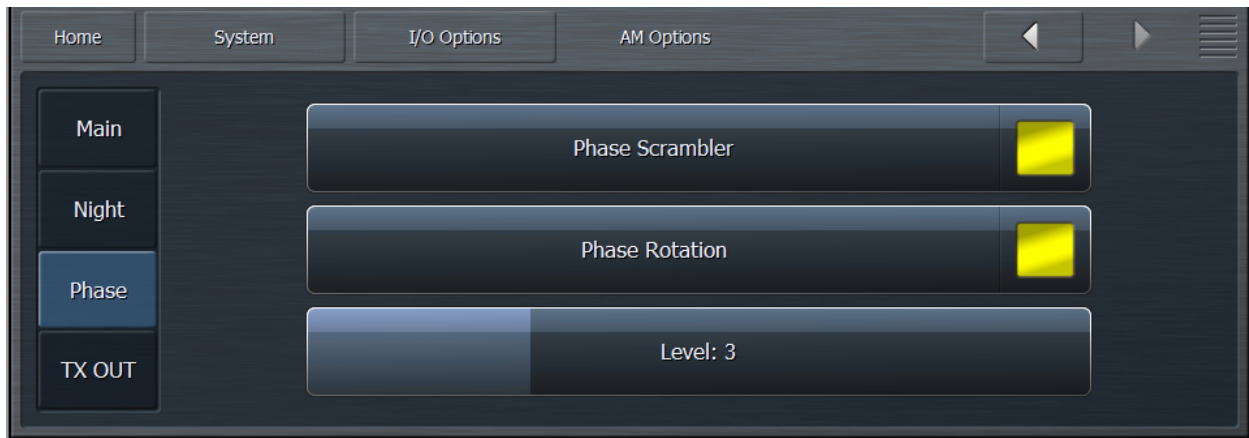 Home
System
I/O Options
AM Options
Main
Night
Phase
TX OUT
Phase Scrambler
Phase Rotation
Level: 3